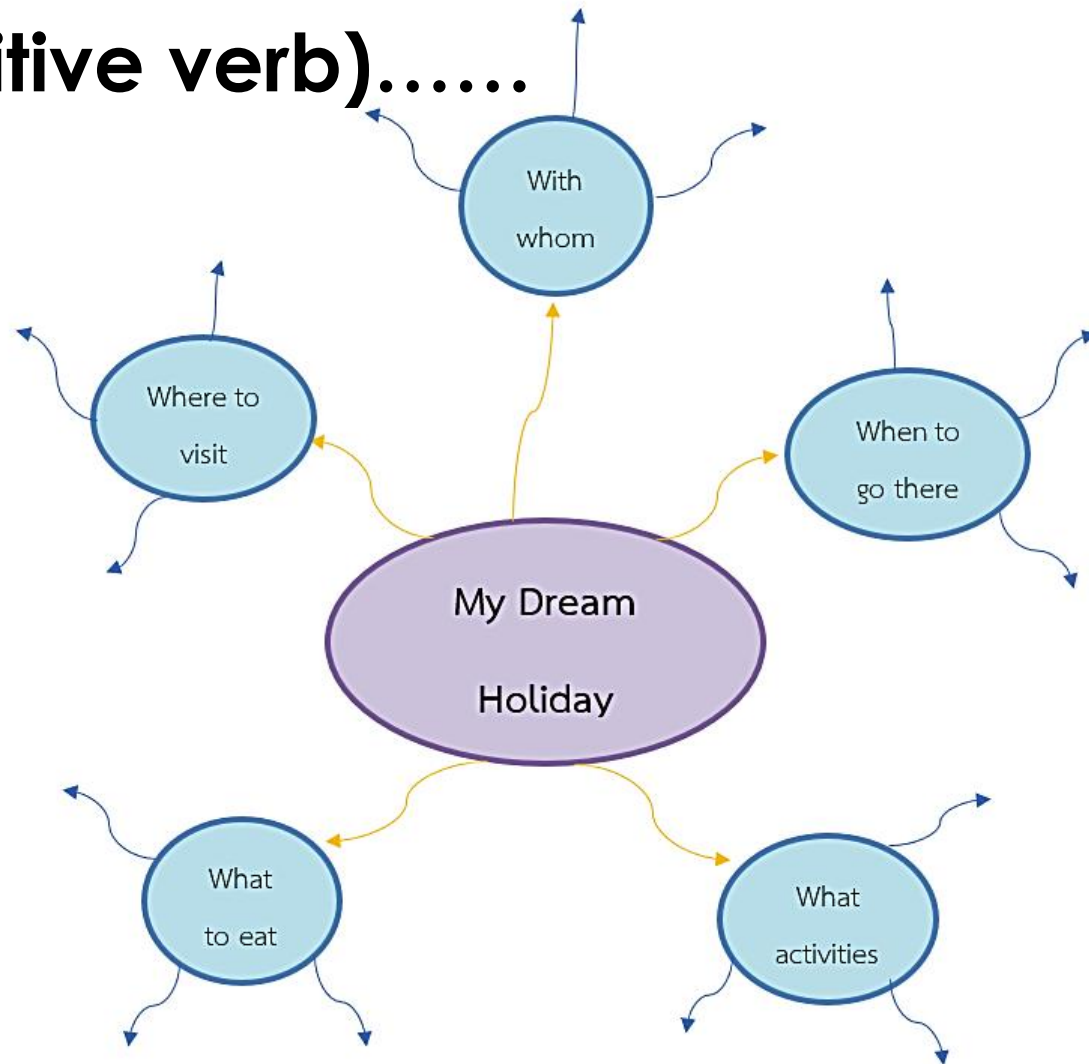 itive verb)......
With
whom
Where to
visit
When to
go there
My Dream
Holiday
What
to eat
What
activities